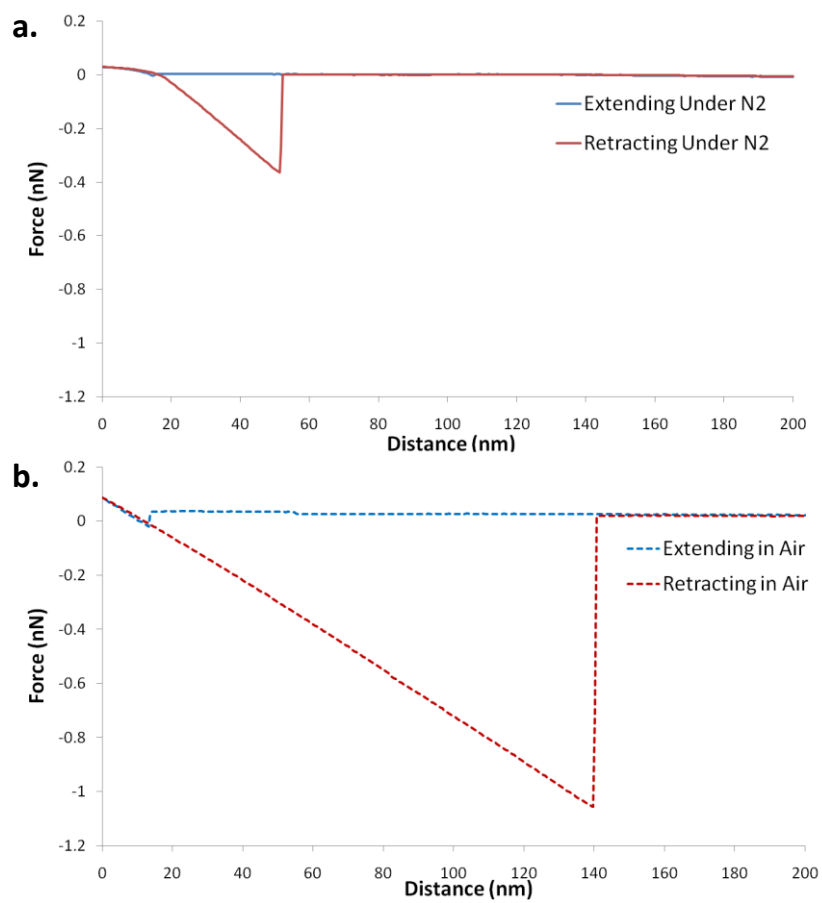 a.
0.2
0
-0.2
-0.4
-0.6
-0.8
-1
-1.2
Force (nN)
Extending Under N2
Retracting Under N2
0 20 40 60 80 100 120 140 160 180 200
Distance (nm)
b.
0.2
0
-0.2
-0.4
-0.6
-0.8
-1
-1.2
Force (nN)
Extending in Air
Retracting in Air
0 20 40 60 80 100 120 140 160 180 200
Distance (nm)